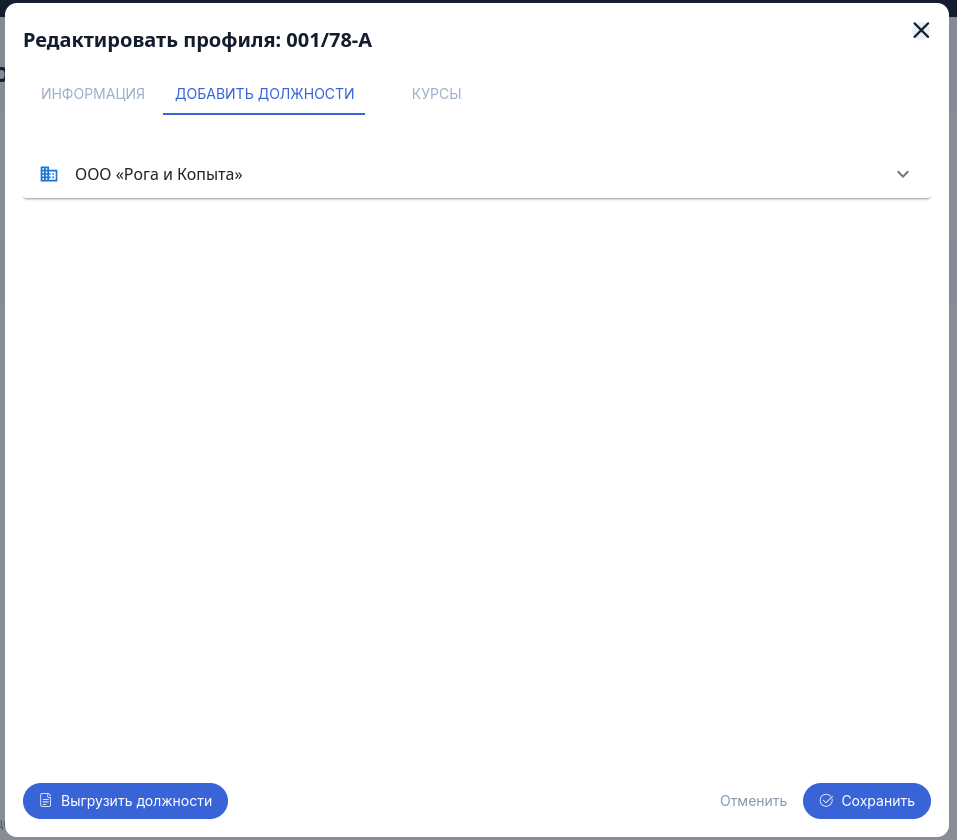 Редактировать профиля: 001/78-А
ИНФОРМАЦИЯ
ДОБАВИТЬ ДОЛЖНОСТИ
КУРСЫ
ООО «Рога и Копыта»
Выгрузить должности
Отменить
Сохранить